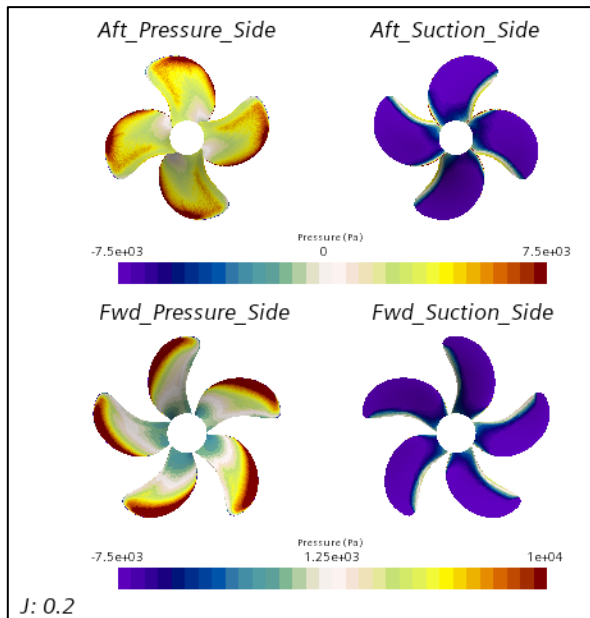 Aft_Pressure_Side Aft_Suction_Side
Pressure (Pa)
-7.5e+03 0 7.5e+03
Fwd_Pressure_Side Fwd_Suction_Side
Pressure (Pa)
-7.5e+03 1.25e+03 1e+04
J: 0.2